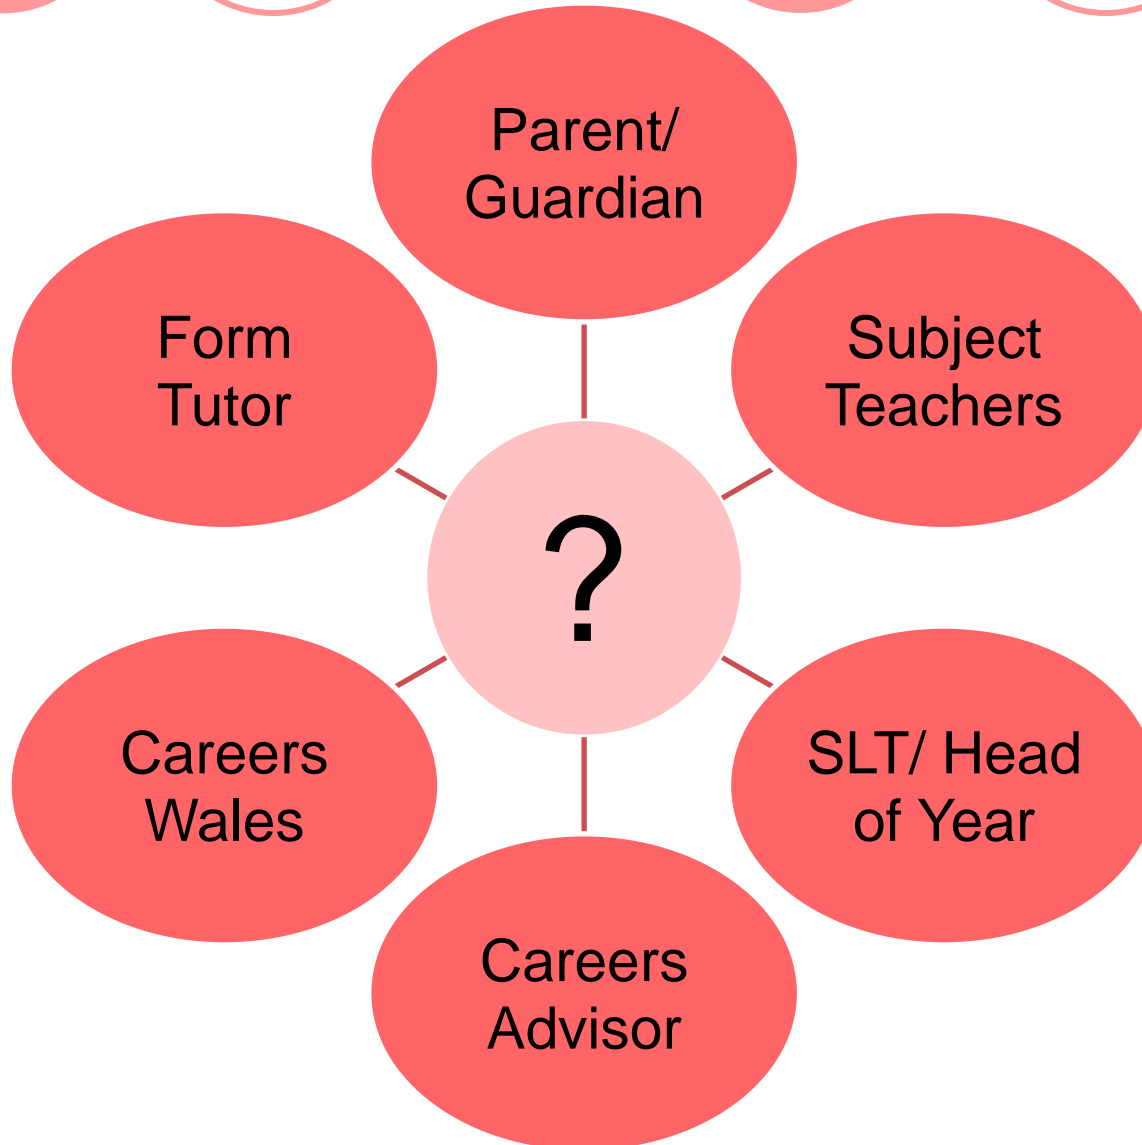 Parent/
Guardian
Form
Tutor
Subject
Teachers
?
Careers
Wales
SLT/ Head
of Year
Careers
Advisor